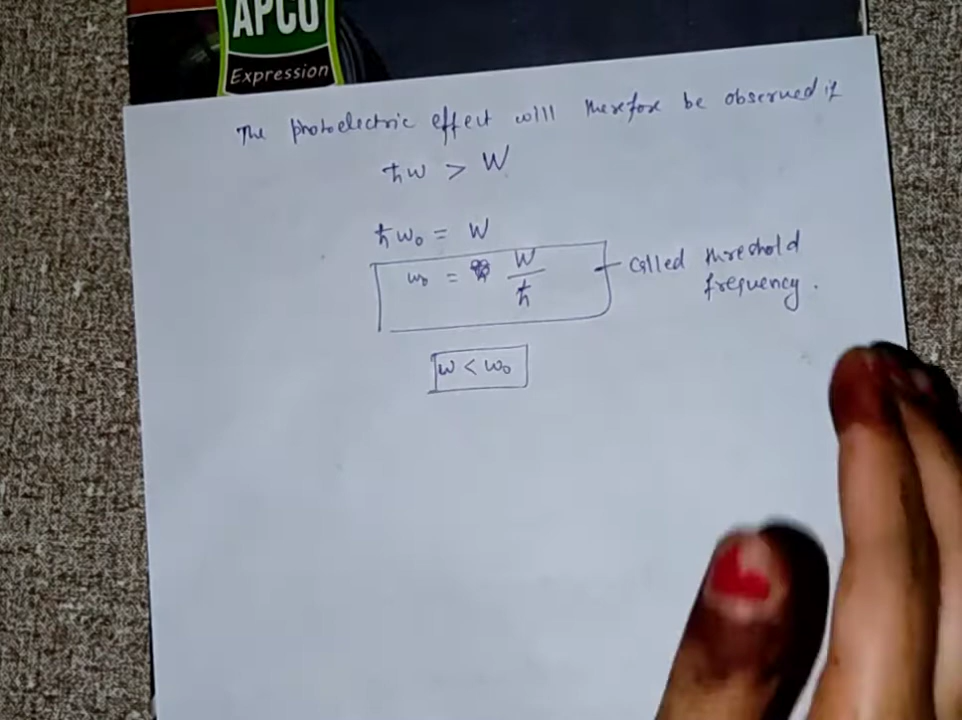 APCO
Expression
The photoelectric effect will therefore be observed if
ħω > W
ħω₀ = W
ω₀ = W/ħ called threshold
frequency.
ω < ω₀